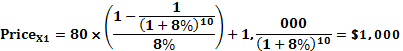 Price_X1 = 80 × ((1 − 1/(1 + 8%)^10)/8%) + 1, 000/(1 + 8%)^10 = $1, 000